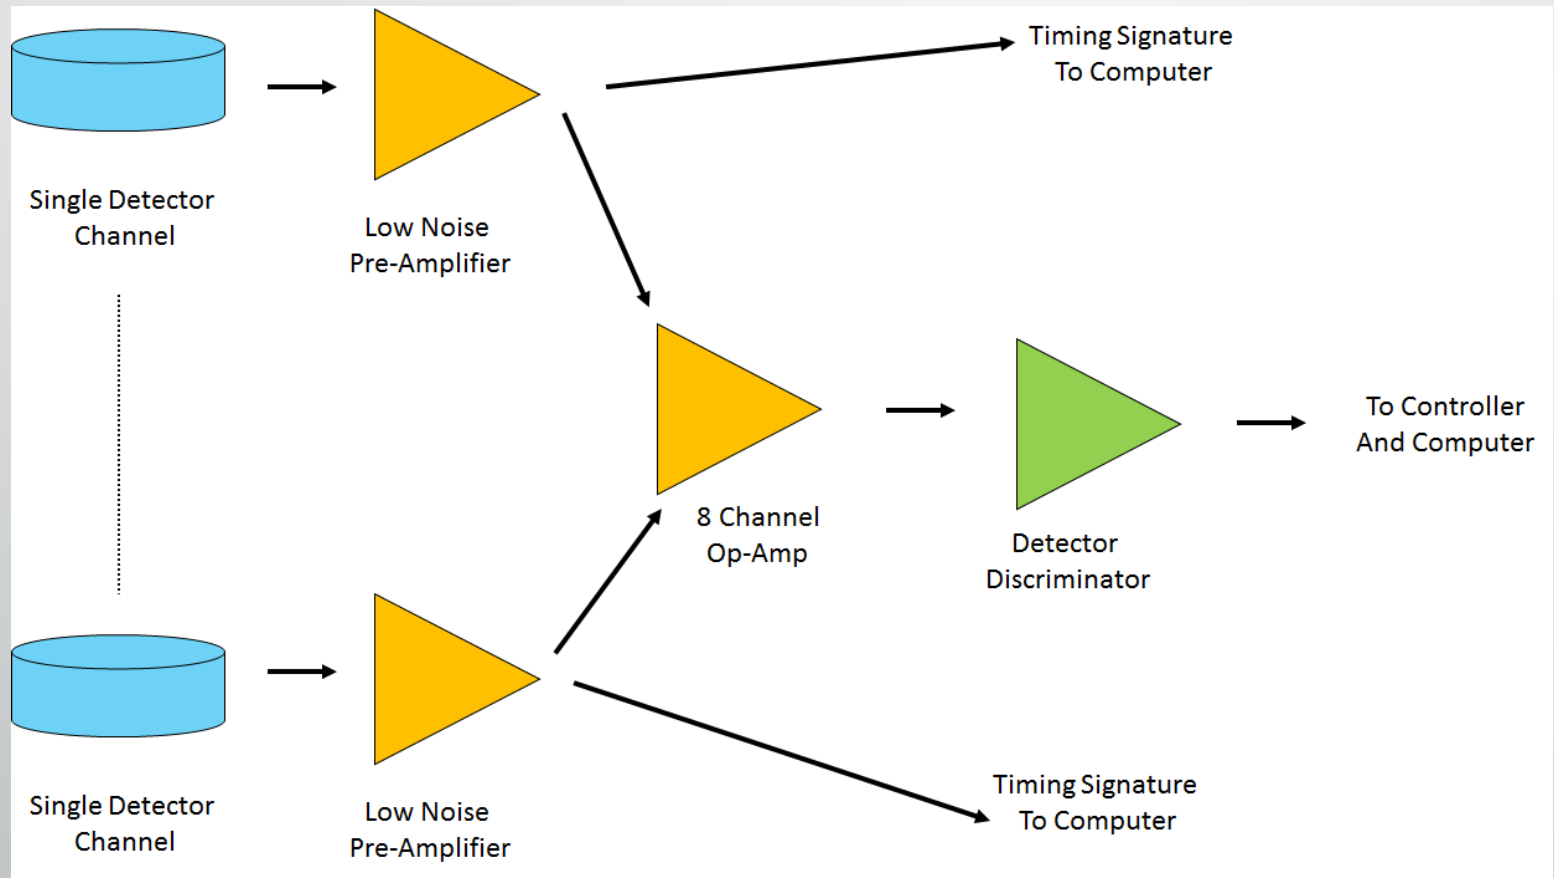 Timing Signature
To Computer
Single Detector
Channel
Low Noise
Pre-Amplifier
To Controller
And Computer
8 Channel
Op-Amp
Detector
Discriminator
Timing Signature
To Computer
Single Detector
Channel
Low Noise
Pre-Amplifier